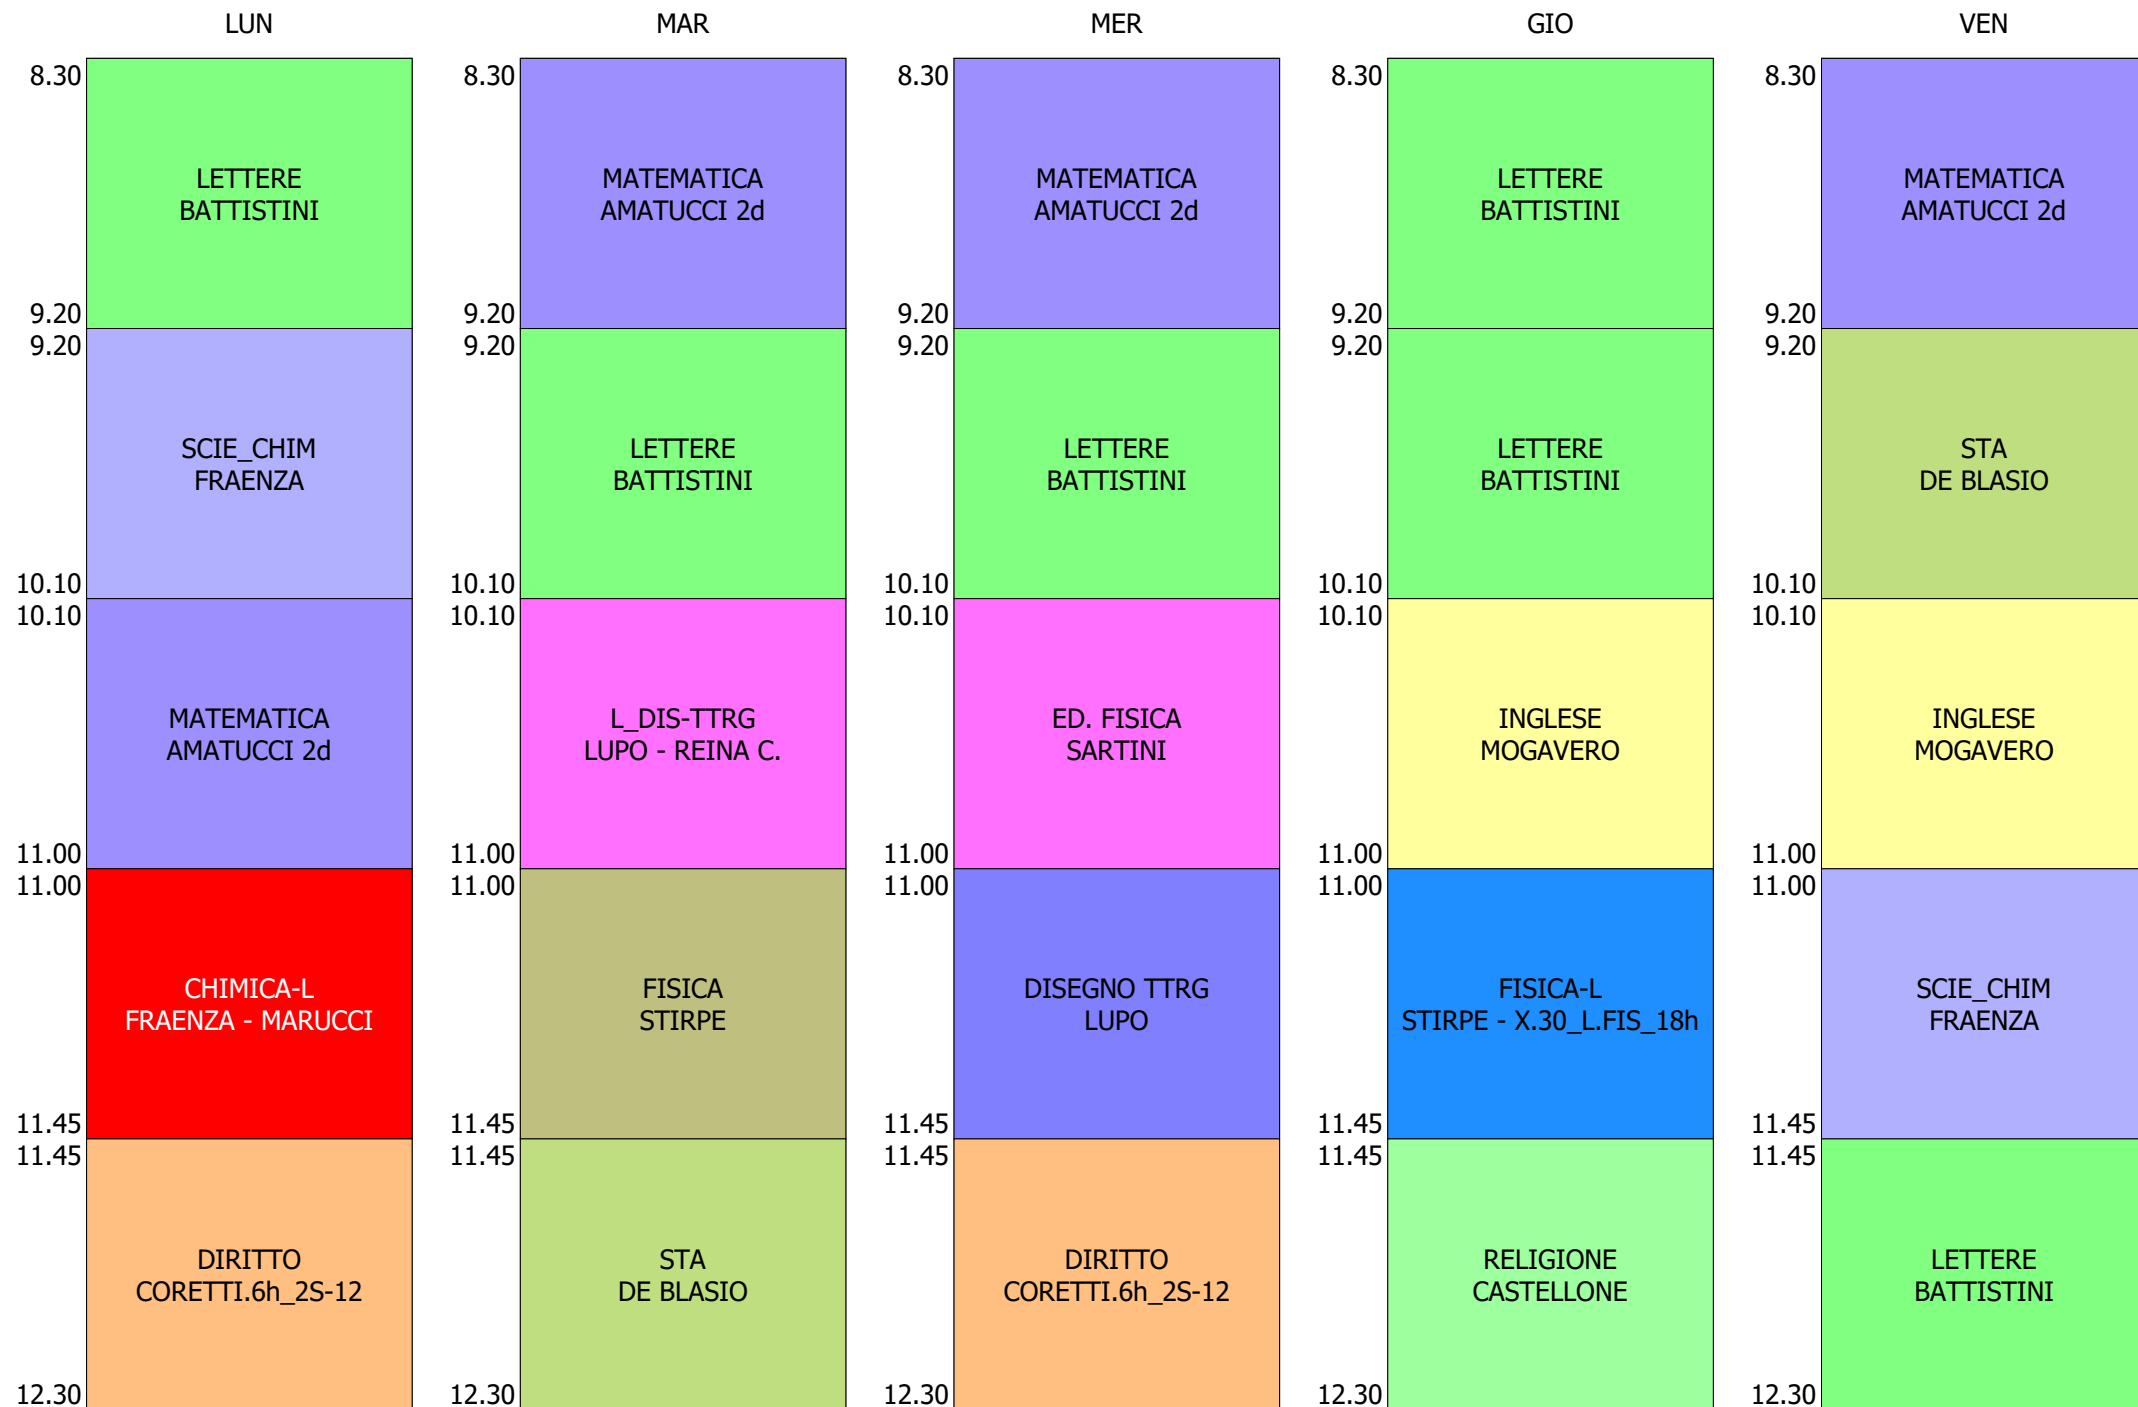 LUN MAR MER GIO VEN
8.30 8.30 8.30 8.30 8.30
LETTERE MATEMATICA MATEMATICA LETTERE MATEMATICA
BATTISTINI AMATUCCI 2d AMATUCCI 2d BATTISTINI AMATUCCI 2d
9.20 9.20 9.20 9.20 9.20
9.20 9.20 9.20 9.20 9.20
SCIE_CHIM LETTERE LETTERE LETTERE STA
FRAENZA BATTISTINI BATTISTINI BATTISTINI DE BLASIO
10.10 10.10 10.10 10.10 10.10
10.10 10.10 10.10 10.10 10.10
MATEMATICA L_DIS-TTRG ED. FISICA INGLESE INGLESE
AMATUCCI 2d LUPO - REINA C. SARTINI MOGAVERO MOGAVERO
11.00 11.00 11.00 11.00 11.00
11.00 11.00 11.00 11.00 11.00
CHIMICA-L FISICA DISEGNO TTRG FISICA-L SCIE_CHIM
FRAENZA - MARUCCI STIRPE LUPO STIRPE - X.30_L.FIS_18h FRAENZA
11.45 11.45 11.45 11.45 11.45
11.45 11.45 11.45 11.45 11.45
DIRITTO STA DIRITTO RELIGIONE LETTERE
CORETTI.6h_2S-12 DE BLASIO CORETTI.6h_2S-12 CASTELLONE BATTISTINI
12.30 12.30 12.30 12.30 12.30